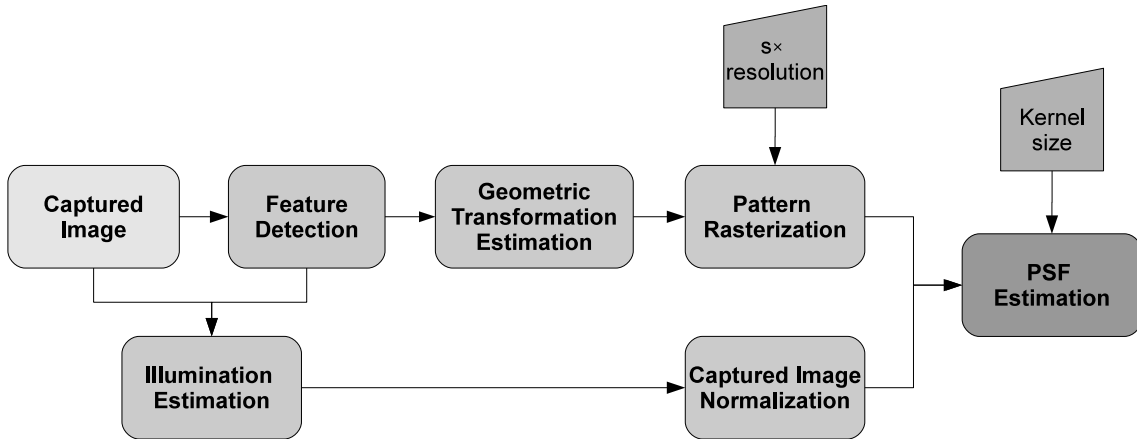 s×
resolution
Kernel
size
Captured
Image
Feature
Detection
Geometric
Transformation
Estimation
Pattern
Rasterization
PSF
Estimation
Illumination
Estimation
Captured Image
Normalization